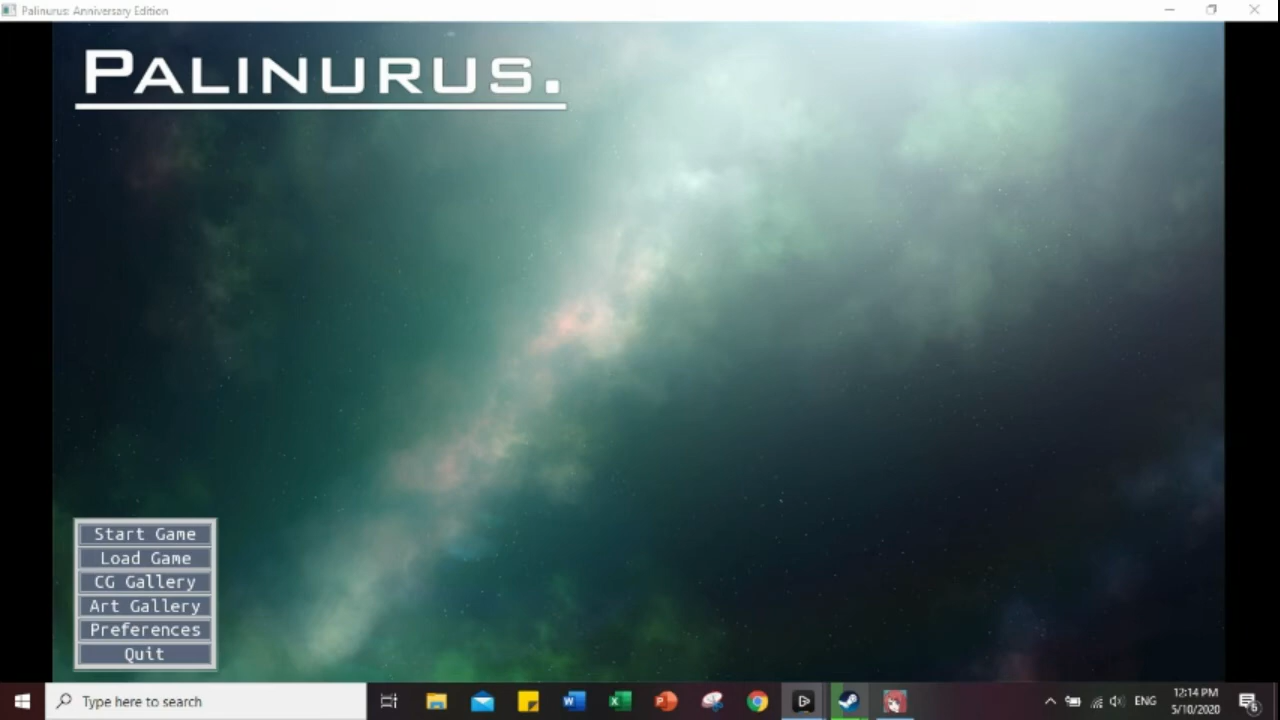 Palinurus: Anniversary Edition
PALINURUS.
Start Game
Load Game
CG Gallery
Art Gallery
Preferences
Quit
Type here to search
ENG
12:14 PM
5/10/2020